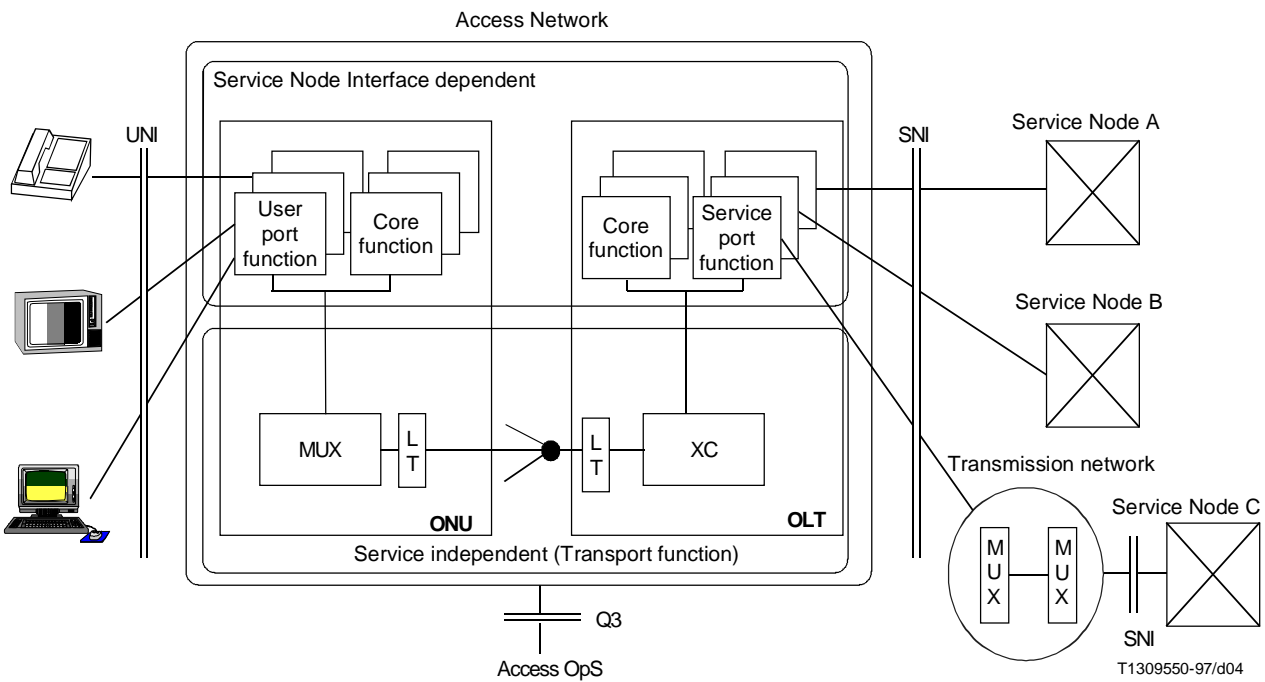 Access Network
Service Node Interface dependent
UNI
SNI
Service Node A
User
port
function
Core
function
Core
function
Service
port
function
Service Node B
MUX
L
T
L
T
XC
Transmission network
ONU
OLT
Service Node C
Service independent (Transport function)
M
U
X
M
U
X
Q3
SNI
Access OpS
T1309550-97/d04